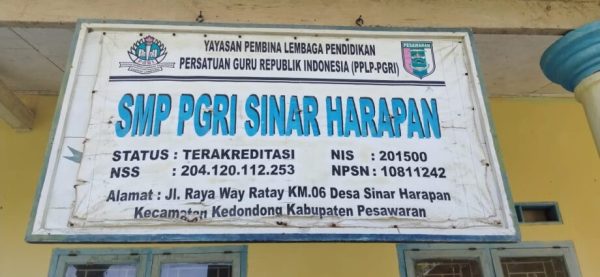 YAYASAN PEMBINA LEMBAGA PENDIDIKAN
PERSATUAN GURU REPUBLIK INDONESIA (PPLP-PGRI)
PESAWARAN
SMP PGRI SINAR HARAPAN
STATUS : TERAKREDITASI NIS : 201500
NSS : 204.120.112.253 NPSN : 10811242
Alamat : Jl. Raya Way Ratay KM.06 Desa Sinar Harapan
Kecamatan Kedondong Kabupaten Pesawaran